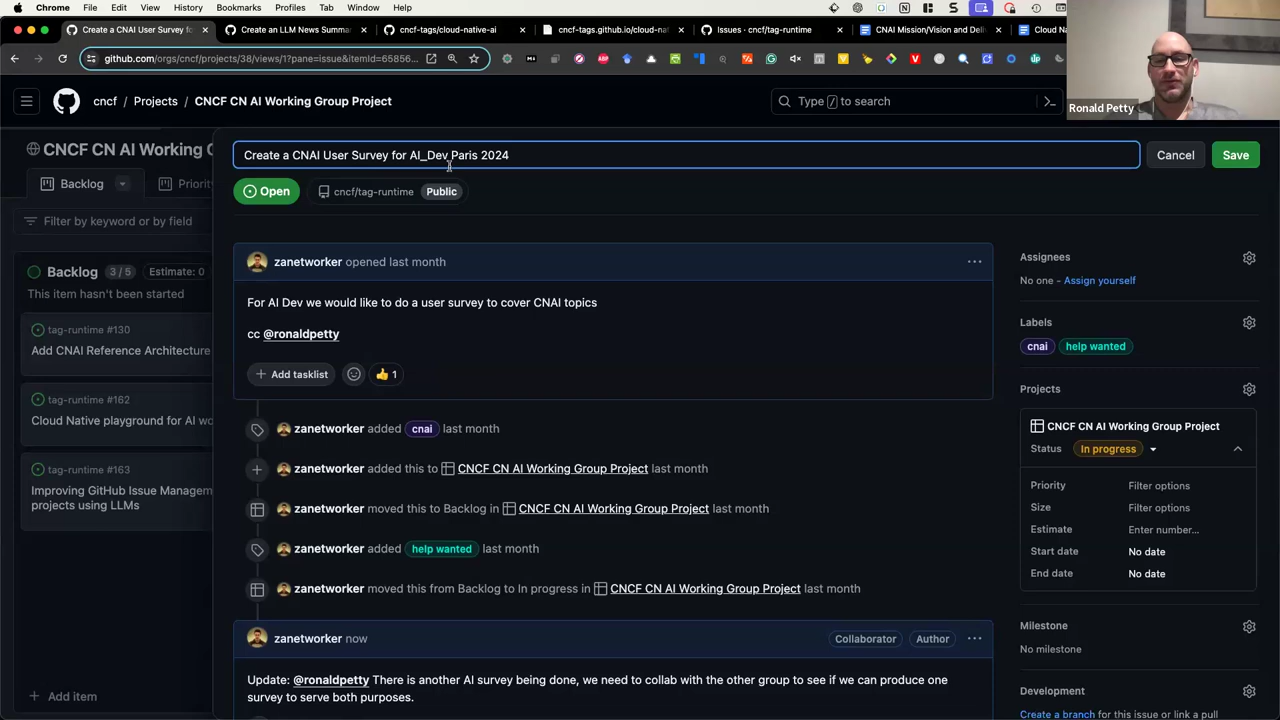 Chrome File Edit View History Bookmarks Profiles Tab Window Help
Create a CNAI User Survey fo
Create an LLM News Summa
cncf-tags/cloud-native-ai
cncf-tags.github.io/cloud-na
Issues · cncf/tag-runtime
CNAI Mission/Vision and Deli
Cloud Na
github.com/orgs/cncf/projects/38/views/1?pane=issue&itemId=65856...
Ronald Petty
cncf / Projects / CNCF CN AI Working Group Project
Type / to search
CNCF CN AI Working G
Backlog
Priorit
Filter by keyword or by field
Backlog 3 / 5 Estimate: 0
This item hasn't been started
tag-runtime #130
Add CNAI Reference Architecture
tag-runtime #162
Cloud Native playground for AI wo
tag-runtime #163
Improving GitHub Issue Managem
projects using LLMs
Add item
Create a CNAI User Survey for AI_Dev Paris 2024
Cancel
Save
Open
cncf/tag-runtime Public
zanetworker opened last month
For AI Dev we would like to do a user survey to cover CNAI topics
cc @ronaldpetty
Add tasklist
👍 1
zanetworker added cnai last month
zanetworker added this to CNCF CN AI Working Group Project last month
zanetworker moved this to Backlog in CNCF CN AI Working Group Project last month
zanetworker added help wanted last month
zanetworker moved this from Backlog to In progress in CNCF CN AI Working Group Project last month
zanetworker now
Collaborator
Author
Update: @ronaldpetty There is another AI survey being done, we need to collab with the other group to see if we can produce one
survey to serve both purposes.
Assignees
No one - Assign yourself
Labels
cnai help wanted
Projects
CNCF CN AI Working Group Project
Status In progress
Priority Filter options
Size Filter options
Estimate Enter number...
Start date No date
End date No date
Milestone
No milestone
Development
Create a branch for this issue or link a pull